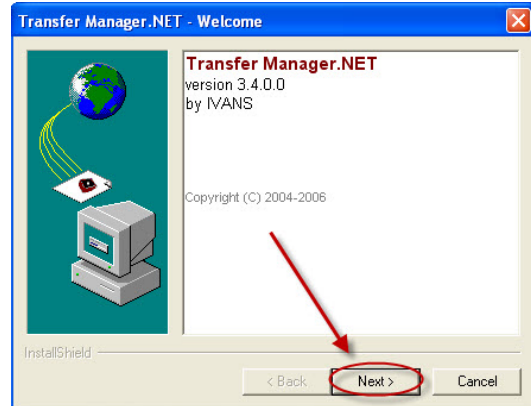 Transfer Manager.NET - Welcome
Transfer Manager.NET
version 3.4.0.0
by IVANS
Copyright (C) 2004-2006
InstallShield
< Back
Next >
Cancel